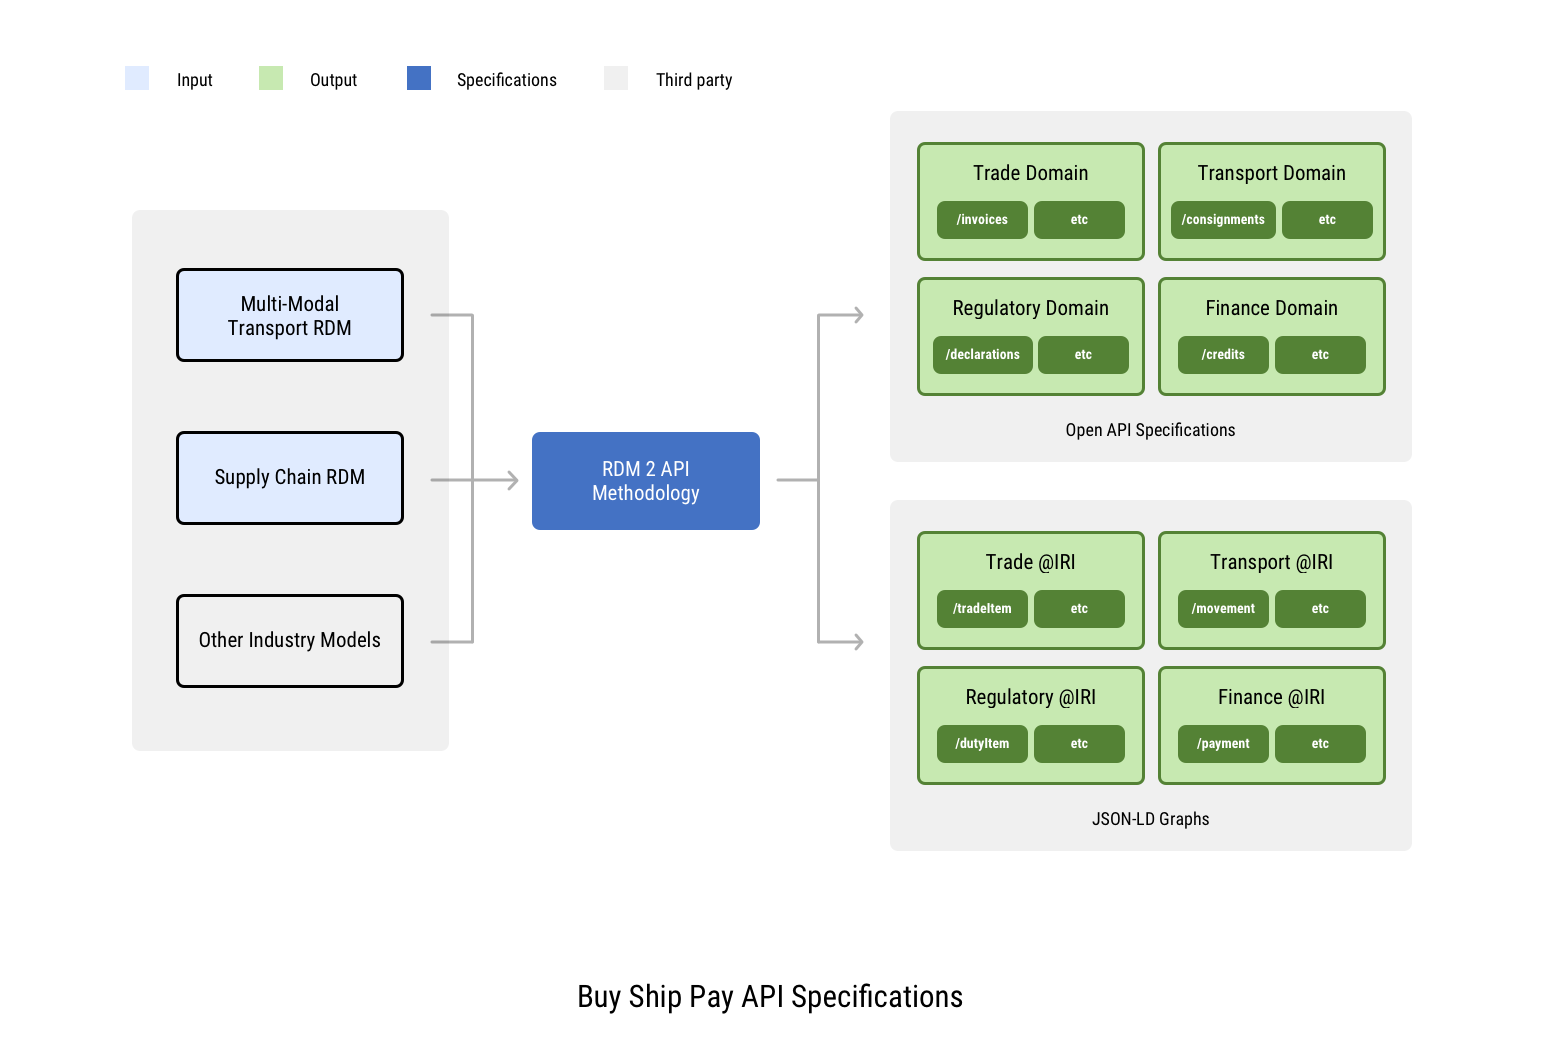 Input
Output
Specifications
Third party
Multi-Modal
Transport RDM
Supply Chain RDM
Other Industry Models
RDM 2 API
Methodology
Trade Domain
/invoices
etc
Transport Domain
/consignments
etc
Regulatory Domain
/declarations
etc
Finance Domain
/credits
etc
Open API Specifications
Trade @IRI
/tradeItem
etc
Transport @IRI
/movement
etc
Regulatory @IRI
/dutyItem
etc
Finance @IRI
/payment
etc
JSON-LD Graphs
Buy Ship Pay API Specifications